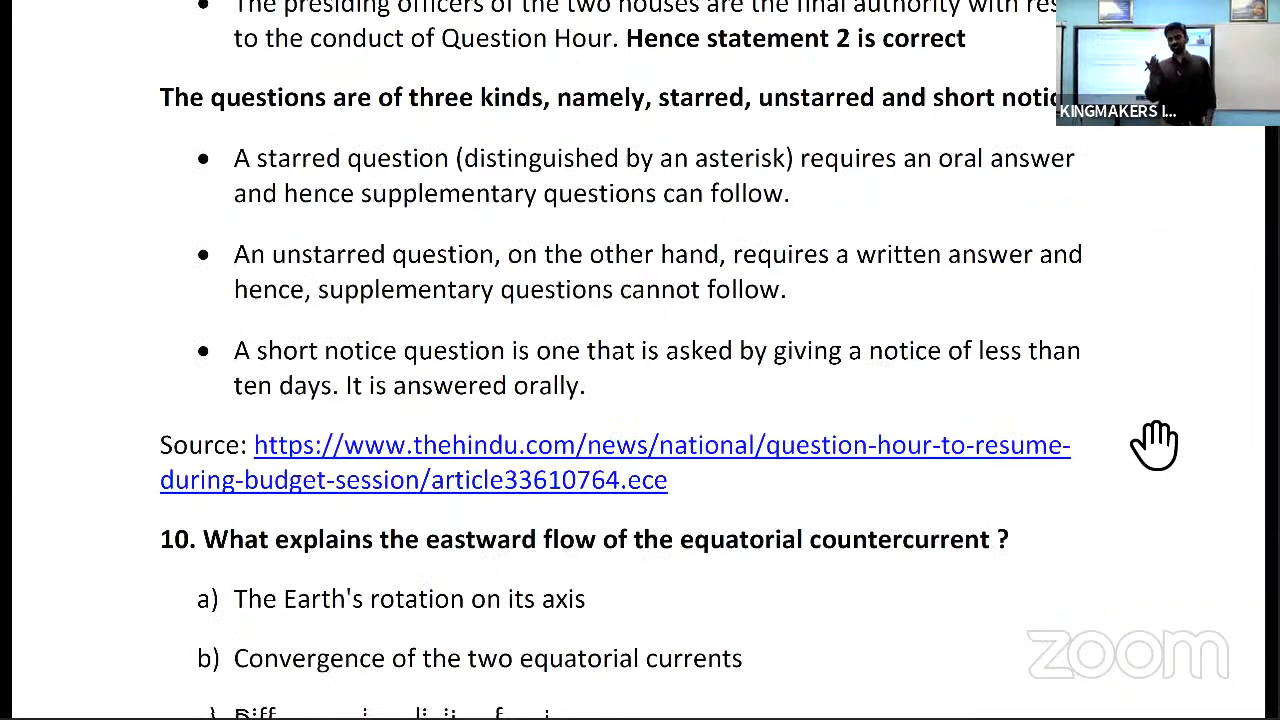 The presiding officers of the two houses are the final authority with res
to the conduct of Question Hour. Hence statement 2 is correct
The questions are of three kinds, namely, starred, unstarred and short notic
KINGMAKERS I...
• A starred question (distinguished by an asterisk) requires an oral answer
and hence supplementary questions can follow.
• An unstarred question, on the other hand, requires a written answer and
hence, supplementary questions cannot follow.
• A short notice question is one that is asked by giving a notice of less than
ten days. It is answered orally.
Source: https://www.thehindu.com/news/national/question-hour-to-resume-
during-budget-session/article33610764.ece
10. What explains the eastward flow of the equatorial countercurrent ?
a) The Earth's rotation on its axis
b) Convergence of the two equatorial currents
zoom